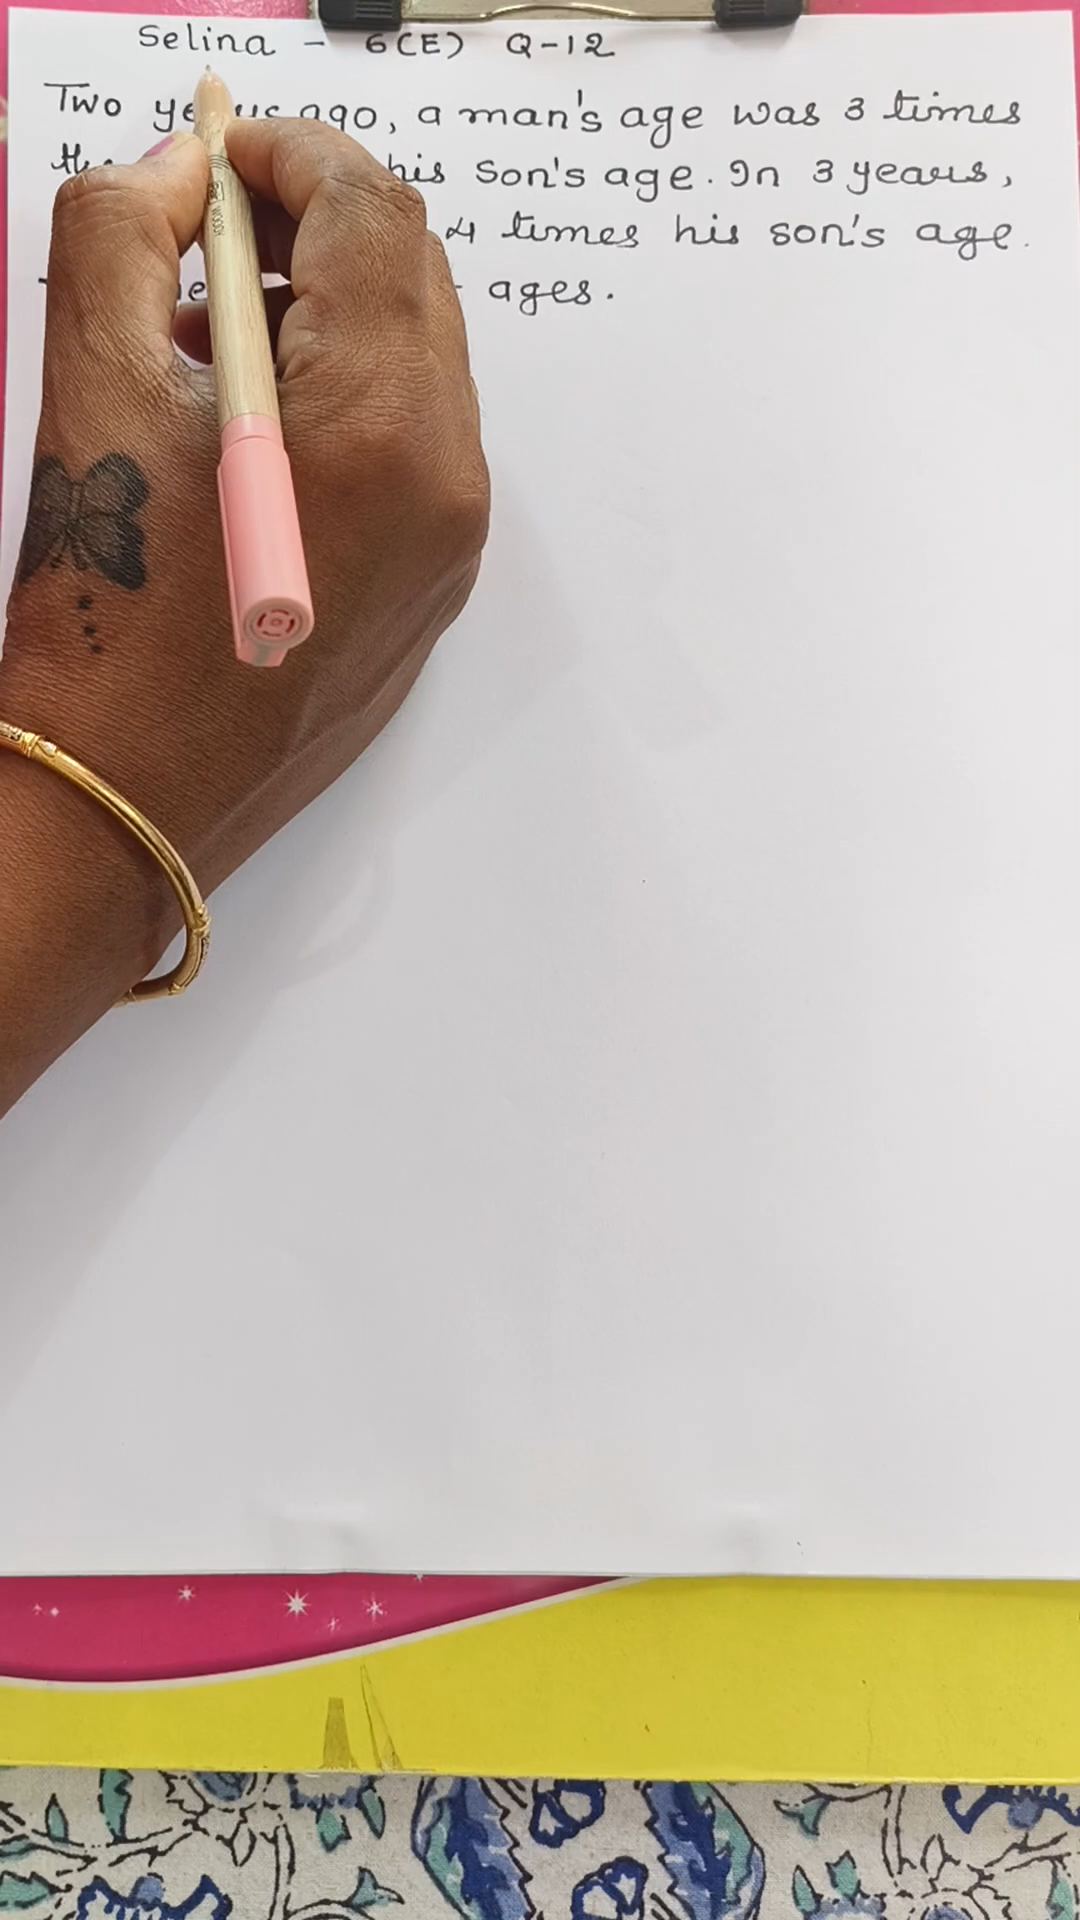 Selina - 6(E) Q-12
Two ago, a man's age was 3 times
his Son's age. In 3 years,
4 times his son's age.
ages.
WOODY